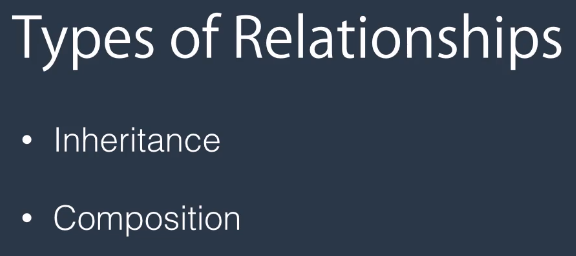 Types of Relationships
• Inheritance
• Composition